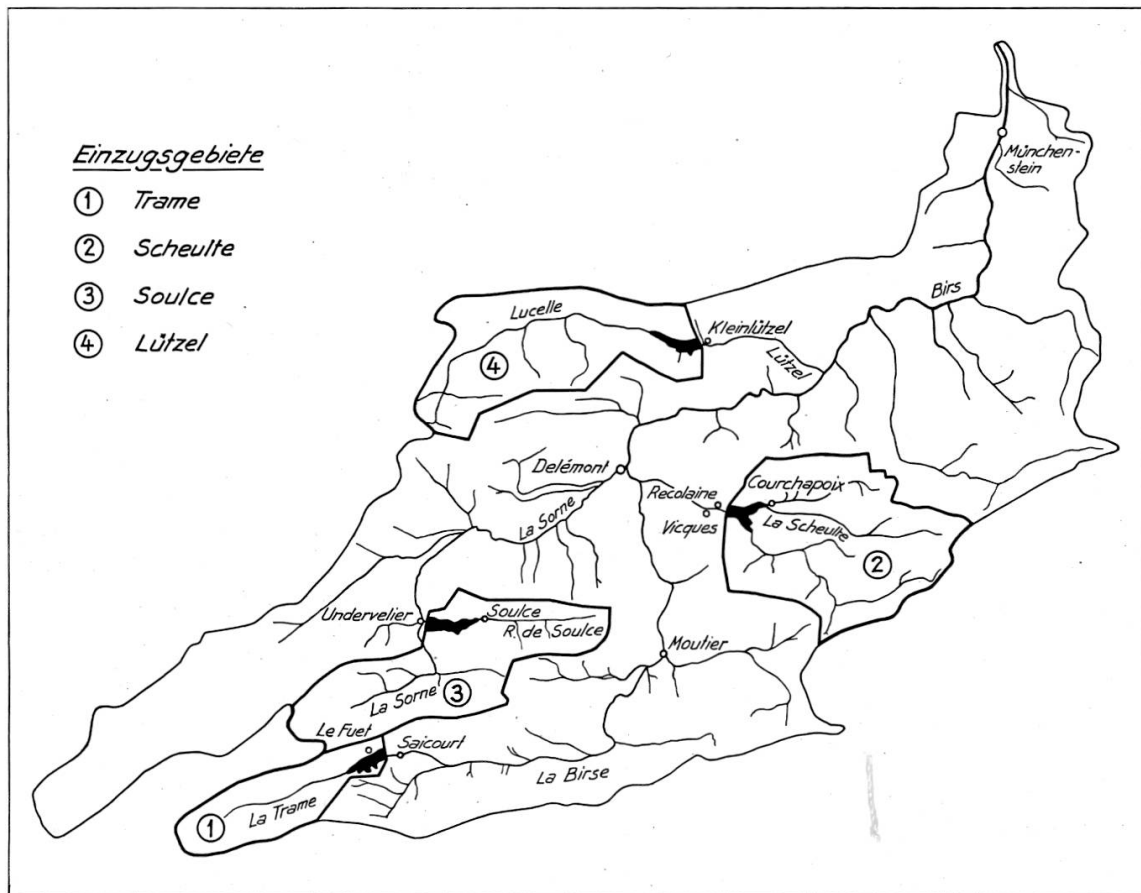 Einzugsgebiete
① Trame
② Scheulte
③ Soulce
④ Lützel
München-
stein
Birs
Lucelle
Kleinlützel
Lützel
④
Delémont
Courchapoix
Recolaine
La Sorne
Vicques
La Scheulte
②
Undervelier
Soulce
R. de Soulce
Moutier
La Sorne
③
Le Fuet
Saicourt
La Birse
La Trame
①